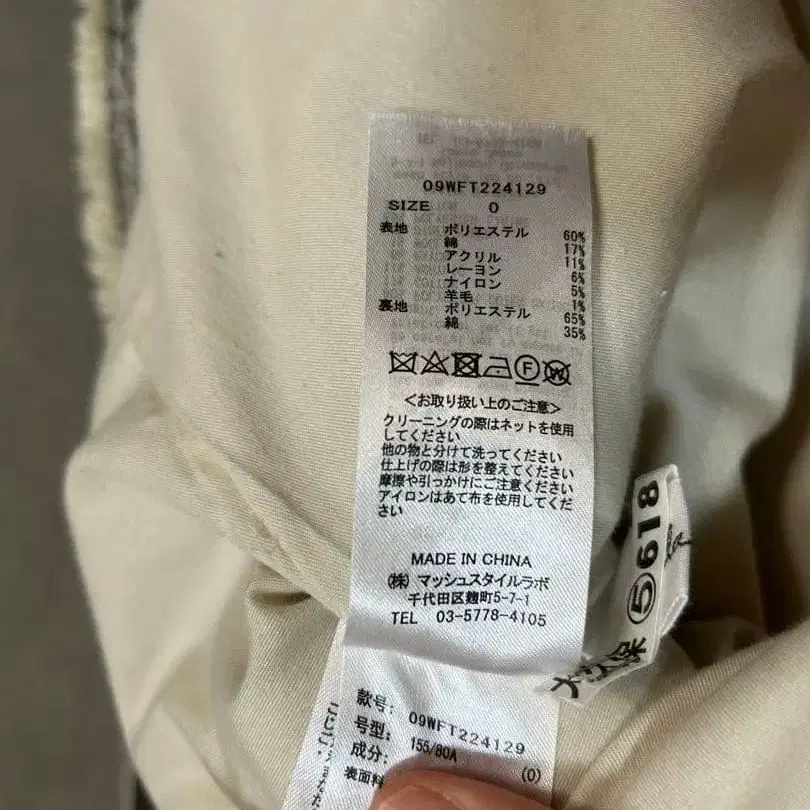 09WFT224129
SIZE 0
表地 ポリエステル 60%
綿 17%
アクリル 11%
レーヨン 6%
ナイロン 5%
羊毛 1%
裏地 ポリエステル 65%
綿 35%
<お取り扱い上のご注意>
クリーニングの際はネットを使用
してください
他の物と分けて洗ってください
仕上げの際は形を整えてください
摩擦や引っかけにご注意ください
アイロンはあて布を使用してくだ
さい
MADE IN CHINA
(株) マッシュスタイルラボ
千代田区麹町5-7-1
TEL 03-5778-4105
⑤618
款号: 09WFT224129
号型: 155/80A (0)
成分:
表面料